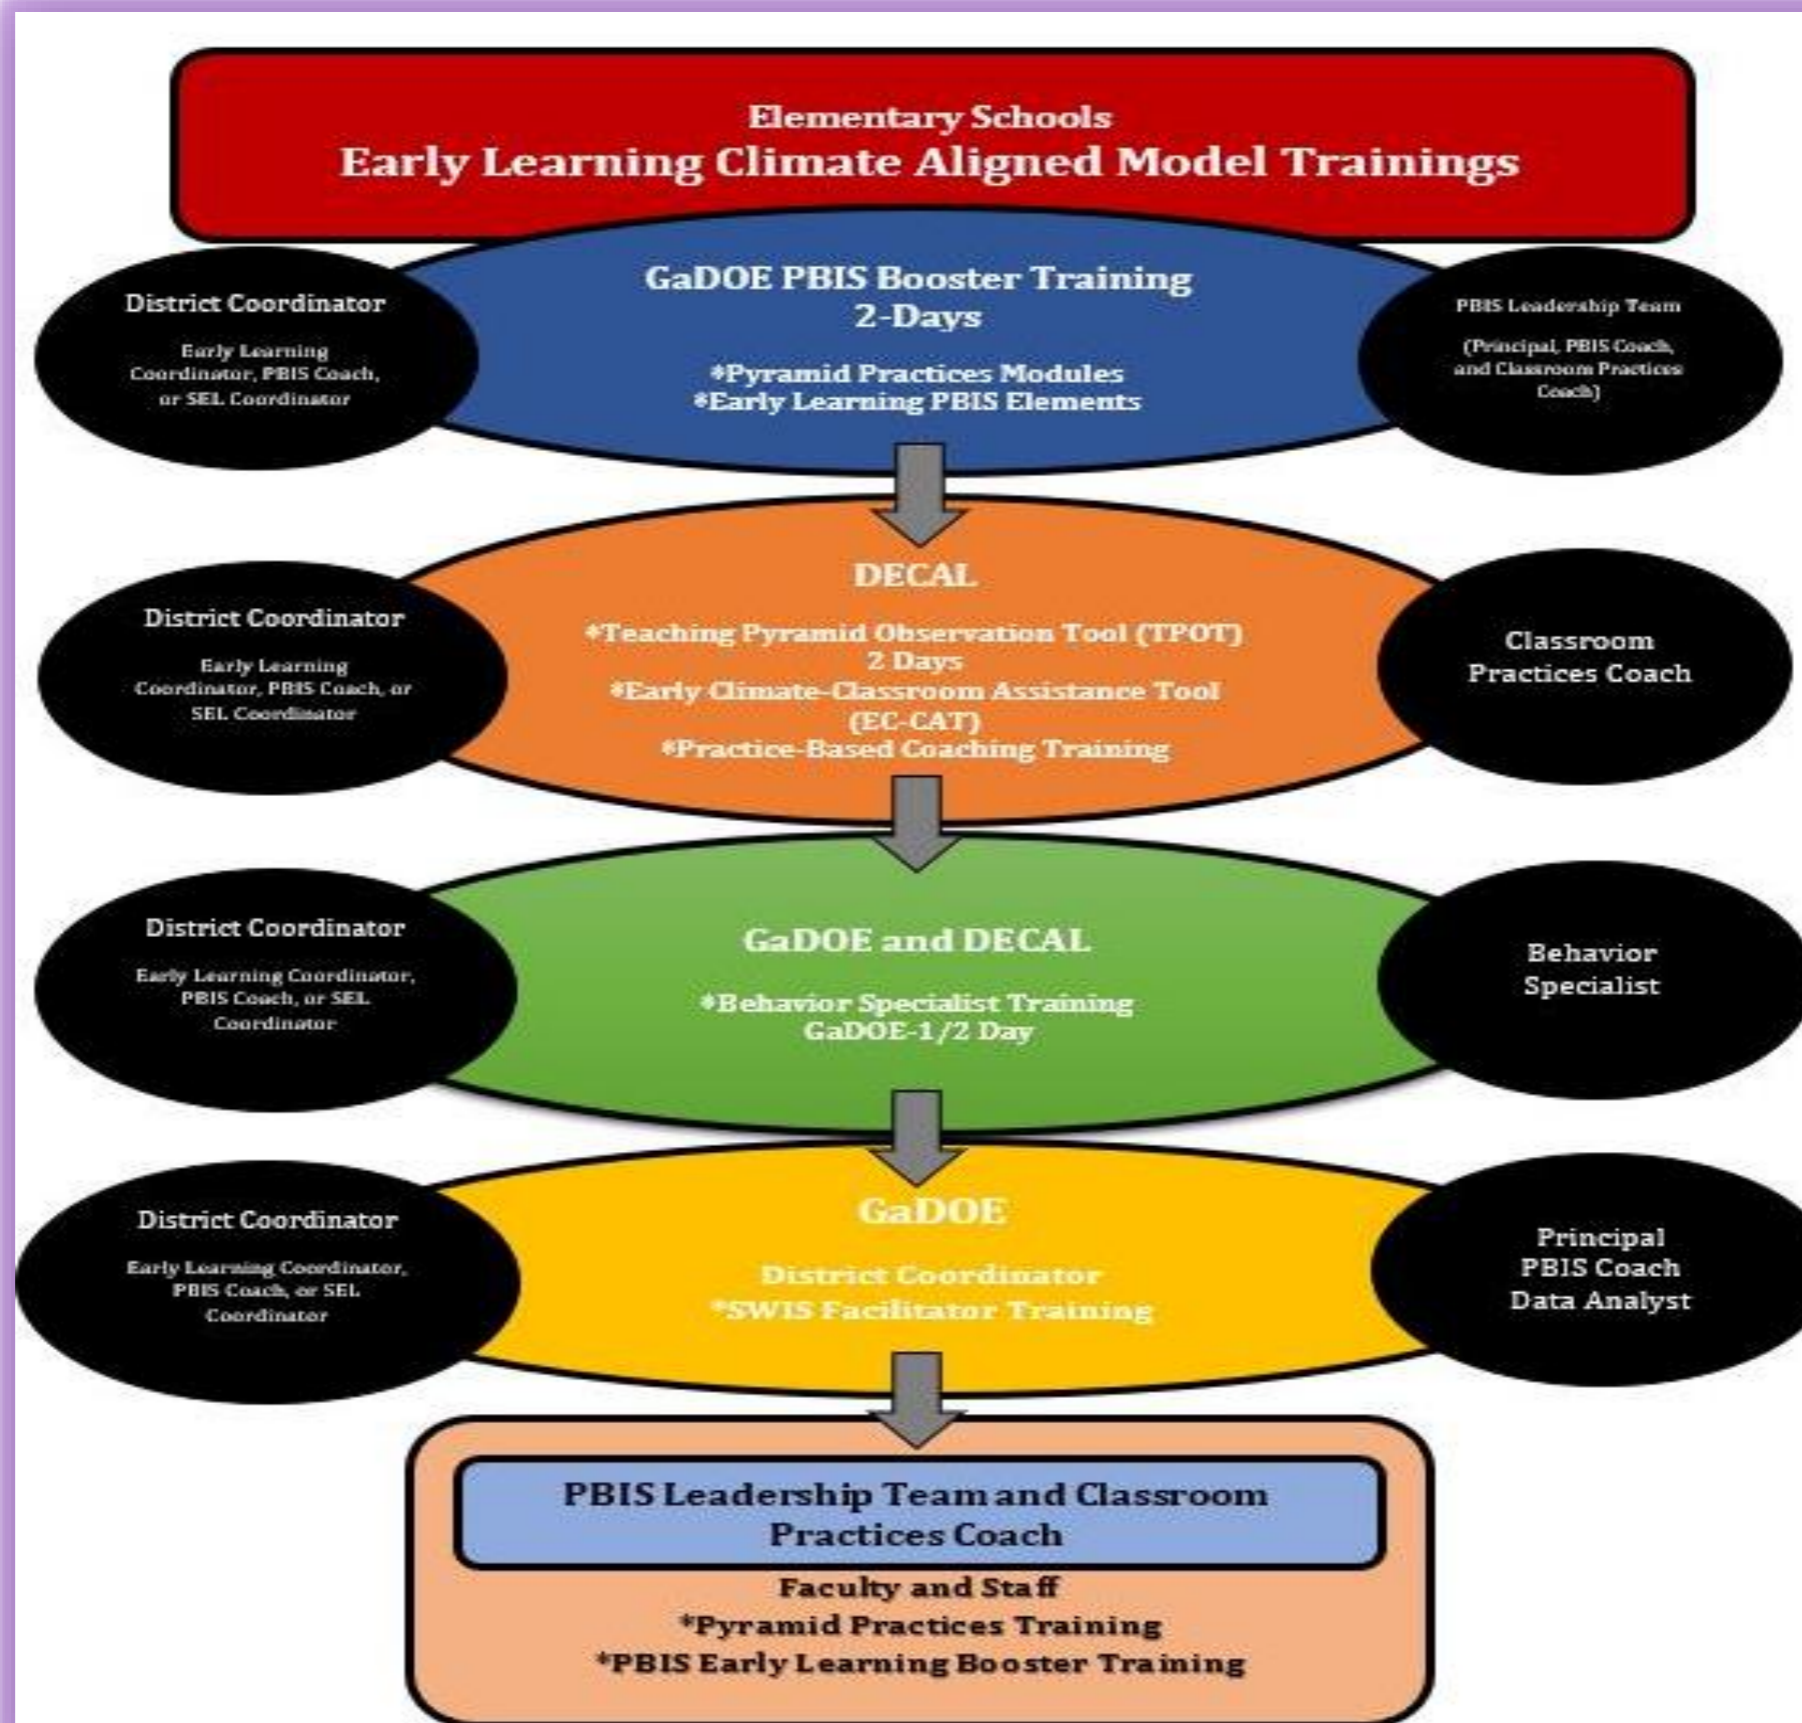 Elementary Schools
Early Learning Climate Aligned Model Trainings
District Coordinator
Early Learning
Coordinator, PBIS Coach,
or SEL Coordinator
GaDOE PBIS Booster Training
2-Days
*Pyramid Practices Modules
*Early Learning PBIS Elements
PBIS Leadership Team
(Principal, PBIS Coach,
and Classroom Practices
Coach)
District Coordinator
Early Learning
Coordinator, PBIS Coach, or
SEL Coordinator
DECAL
*Teaching Pyramid Observation Tool (TPOT)
2 Days
*Early Climate-Classroom Assistance Tool
(EC-CAT)
*Practice-Based Coaching Training
Classroom
Practices Coach
District Coordinator
Early Learning Coordinator,
PBIS Coach, or SEL
Coordinator
GaDOE and DECAL
*Behavior Specialist Training
GaDOE-1/2 Day
Behavior
Specialist
District Coordinator
Early Learning Coordinator,
PBIS Coach, or SEL
Coordinator
GaDOE
District Coordinator
*SWIS Facilitator Training
Principal
PBIS Coach
Data Analyst
PBIS Leadership Team and Classroom
Practices Coach
Faculty and Staff
*Pyramid Practices Training
*PBIS Early Learning Booster Training